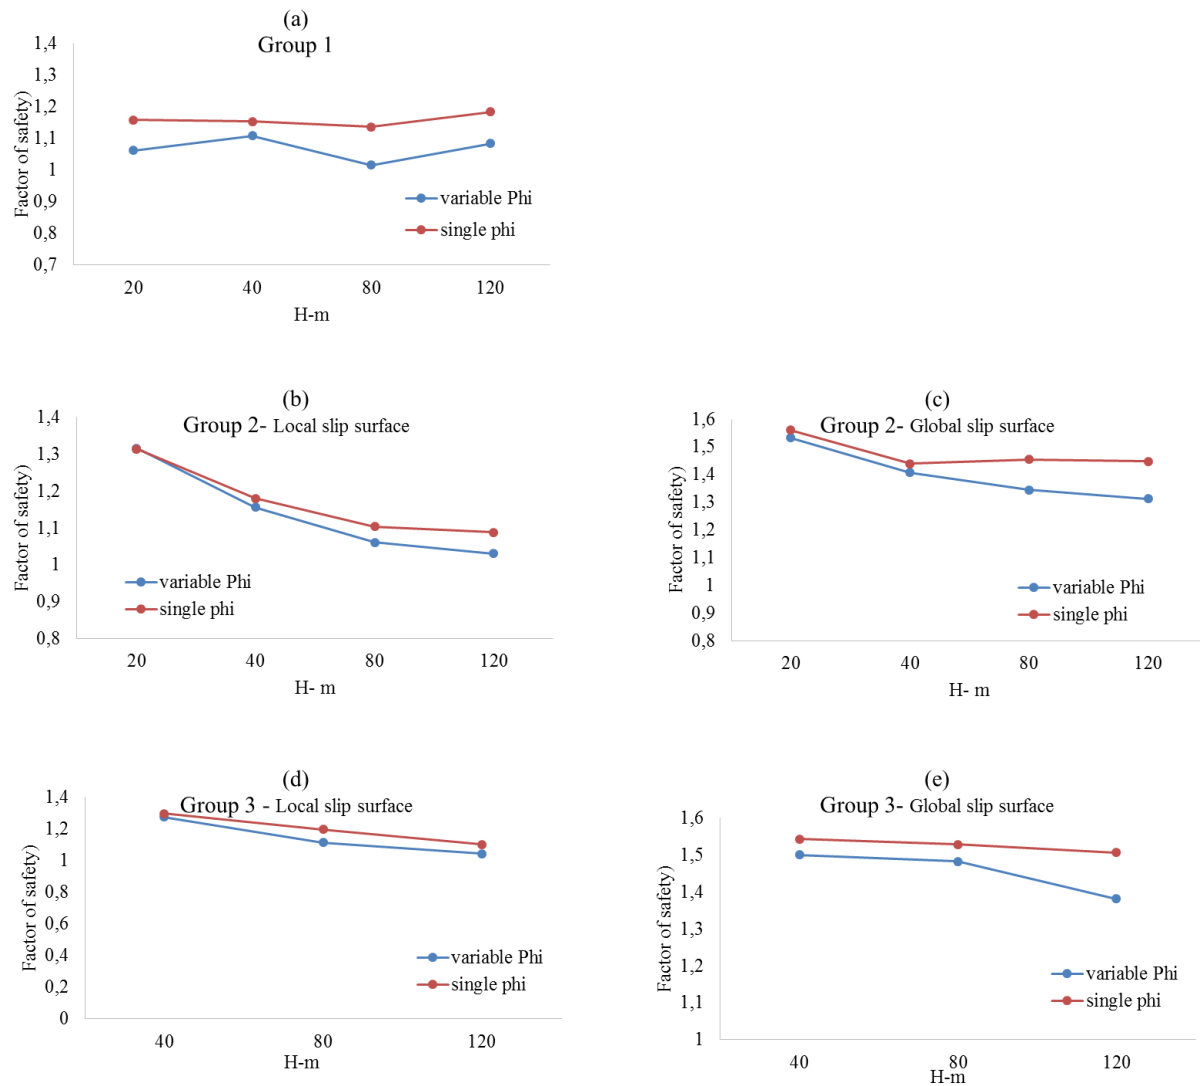 (a)
Group 1
1,4
1,3
1,2
1,1
1
0,9
0,8
0,7
Factor of safety)
variable Phi
single phi
20 40 80 120
H-m
(b)
Group 2- Local slip surface
1,4
1,3
1,2
1,1
1
0,9
0,8
Factor of safety)
variable Phi
single phi
20 40 80 120
H- m
(c)
Group 2- Global slip surface
1,6
1,5
1,4
1,3
1,2
1,1
1
0,9
0,8
Factor of safety)
variable Phi
single phi
20 40 80 120
H-m
(d)
Group 3 - Local slip surface
1,4
1,2
1
0,8
0,6
0,4
0,2
0
Factor of safety)
variable Phi
single phi
40 80 120
H-m
(e)
Group 3- Global slip surface
1,6
1,5
1,4
1,3
1,2
1,1
1
Factor of safety)
variable Phi
single phi
40 80 120
H-m